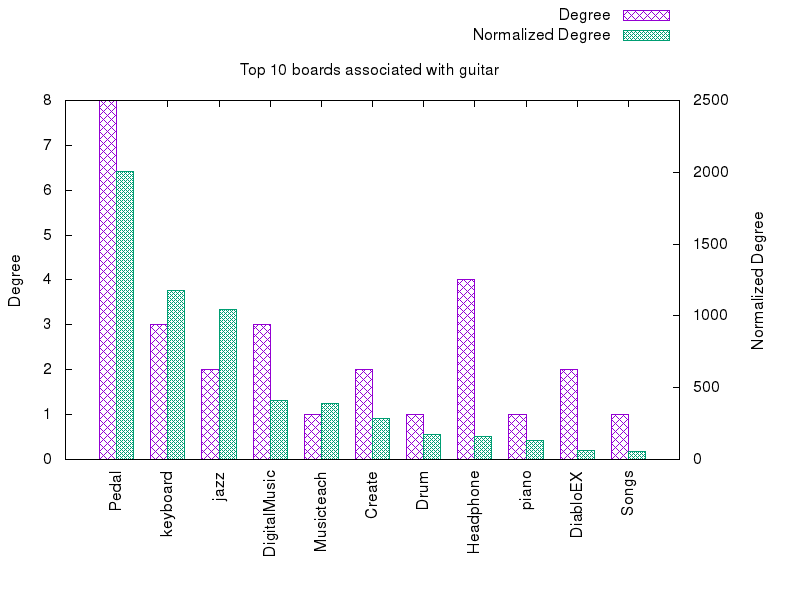 Degree
Normalized Degree
Top 10 boards associated with guitar
8
7
6
5
4
3
2
1
0
2500
2000
1500
1000
500
0
Degree
Normalized Degree
Pedal
keyboard
jazz
DigitalMusic
Musicteach
Create
Drum
Headphone
piano
DiabloEX
Songs